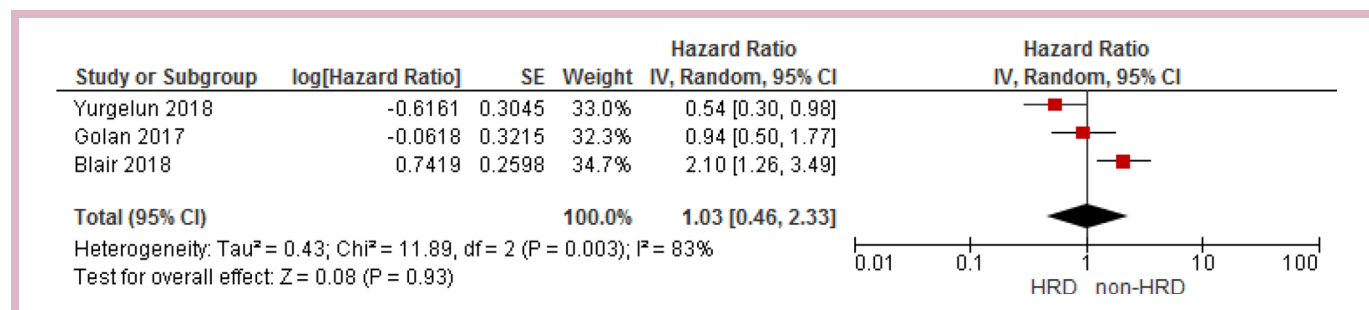 Hazard Ratio Hazard Ratio
Study or Subgroup log[Hazard Ratio] SE Weight IV, Random, 95% CI IV, Random, 95% CI
Yurgelun 2018 -0.6161 0.3045 33.0% 0.54 [0.30, 0.98]
Golan 2017 -0.0618 0.3215 32.3% 0.94 [0.50, 1.77]
Blair 2018 0.7419 0.2598 34.7% 2.10 [1.26, 3.49]
Total (95% CI) 100.0% 1.03 [0.46, 2.33]
Heterogeneity: Tau² = 0.43; Chi² = 11.89, df = 2 (P = 0.003); I² = 83%
Test for overall effect: Z = 0.08 (P = 0.93)
0.01 0.1 1 10 100
HRD non-HRD